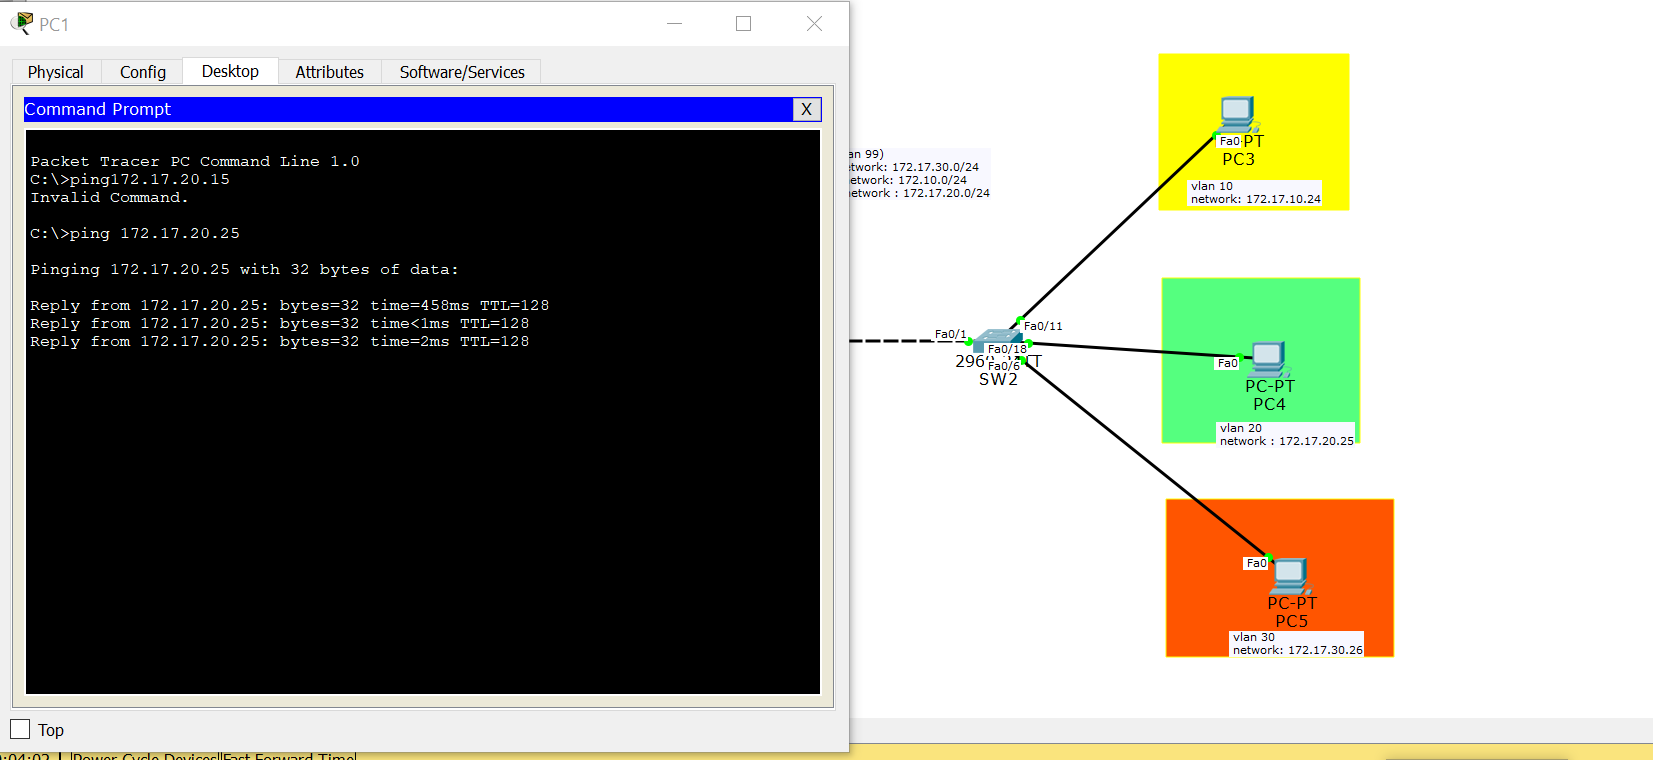 PC1
Physical Config Desktop Attributes Software/Services
Command Prompt X
Packet Tracer PC Command Line 1.0
C:\>ping172.17.20.15
Invalid Command.
C:\>ping 172.17.20.25
Pinging 172.17.20.25 with 32 bytes of data:
Reply from 172.17.20.25: bytes=32 time=458ms TTL=128
Reply from 172.17.20.25: bytes=32 time<1ms TTL=128
Reply from 172.17.20.25: bytes=32 time=2ms TTL=128
Top
an 99)
etwork: 172.17.30.0/24
etwork: 172.10.0/24
etwork : 172.17.20.0/24
Fa0/1
Fa0/11
Fa0/18
Fa0/6
SW2
Fa0
PT
PC3
vlan 10
network: 172.17.10.24
Fa0
PC-PT
PC4
vlan 20
network : 172.17.20.25
Fa0
PC-PT
PC5
vlan 30
network: 172.17.30.26
:04:02 Power Cycle Devices Fast Forward Time